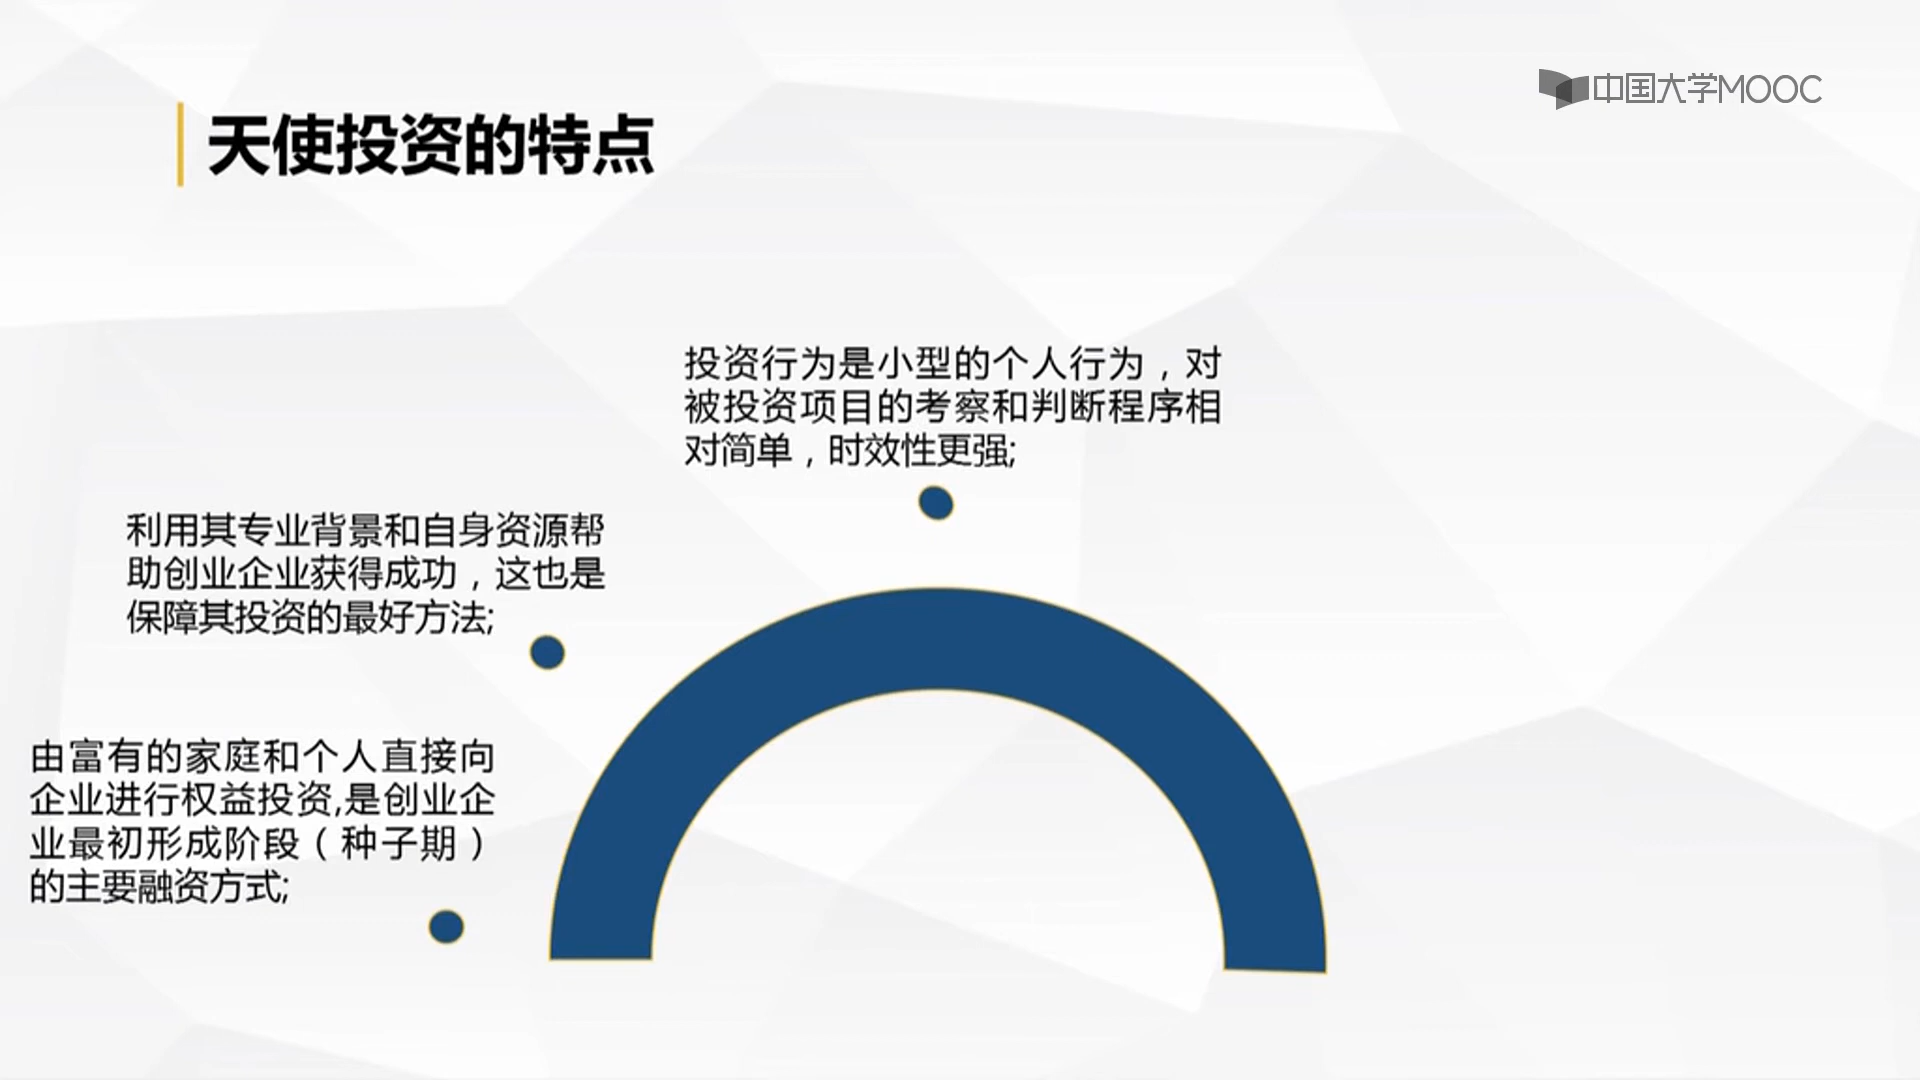 中国大学MOOC
天使投资的特点
投资行为是小型的个人行为，对
被投资项目的考察和判断程序相
对简单，时效性更强;
利用其专业背景和自身资源帮
助创业企业获得成功，这也是
保障其投资的最好方法;
由富有的家庭和个人直接向
企业进行权益投资,是创业企
业最初形成阶段（种子期）
的主要融资方式;